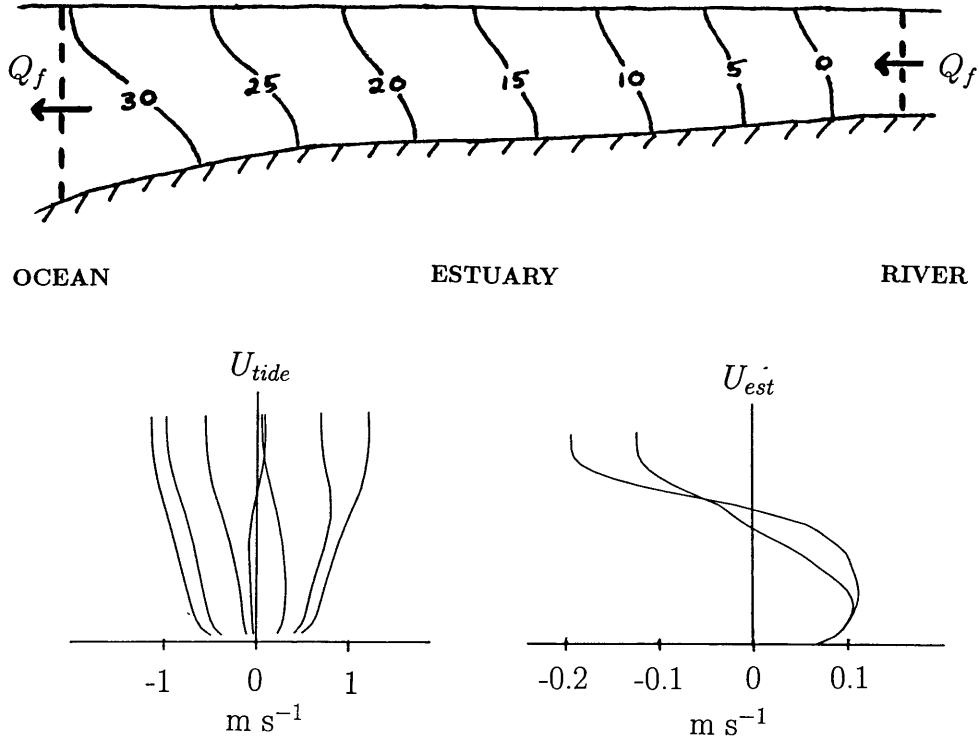 Q_f
30 25 20 15 10 5 0
Q_f
OCEAN ESTUARY RIVER
U_tide
-1 0 1
m s⁻¹
U_est
-0.2 -0.1 0 0.1
m s⁻¹